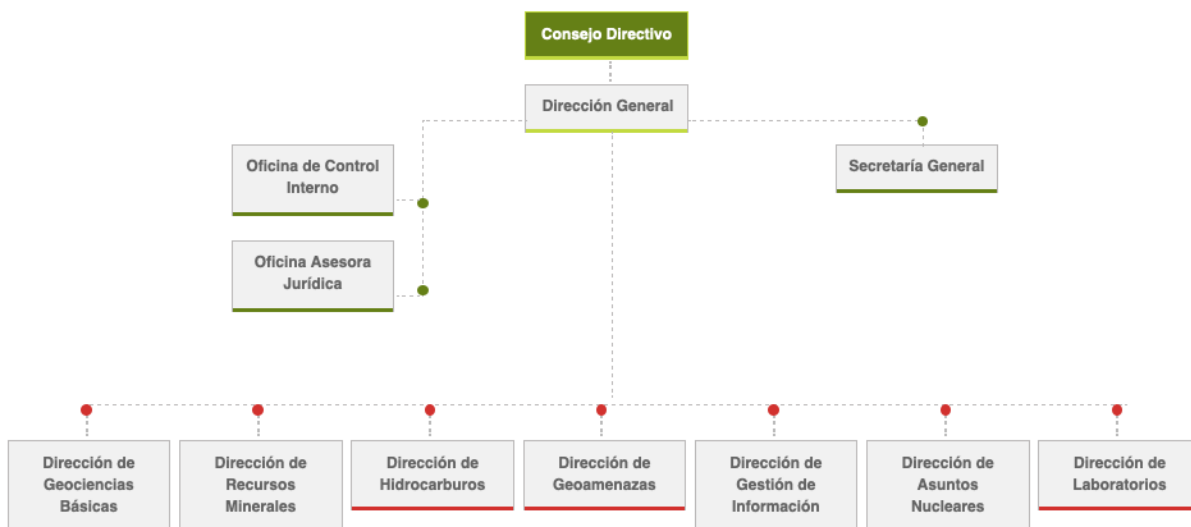 Consejo Directivo
Dirección General
Oficina de Control
Interno
Secretaría General
Oficina Asesora
Jurídica
Dirección de
Geociencias
Básicas
Dirección de
Recursos
Minerales
Dirección de
Hidrocarburos
Dirección de
Geoamenazas
Dirección de
Gestión de
Información
Dirección de
Asuntos
Nucleares
Dirección de
Laboratorios